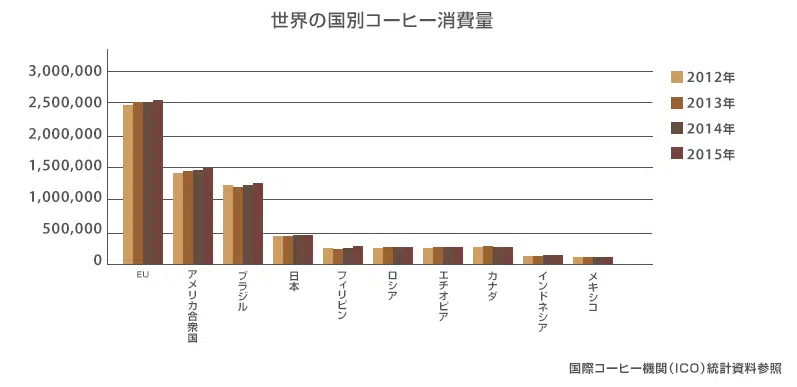 世界の国別コーヒー消費量
3,000,000
2,500,000
2,000,000
1,500,000
1,000,000
500,000
0
2012年
2013年
2014年
2015年
EU
アメリカ合衆国
ブラジル
日本
フィリピン
ロシア
エチオピア
カナダ
インドネシア
メキシコ
国際コーヒー機関(ICO)統計資料参照